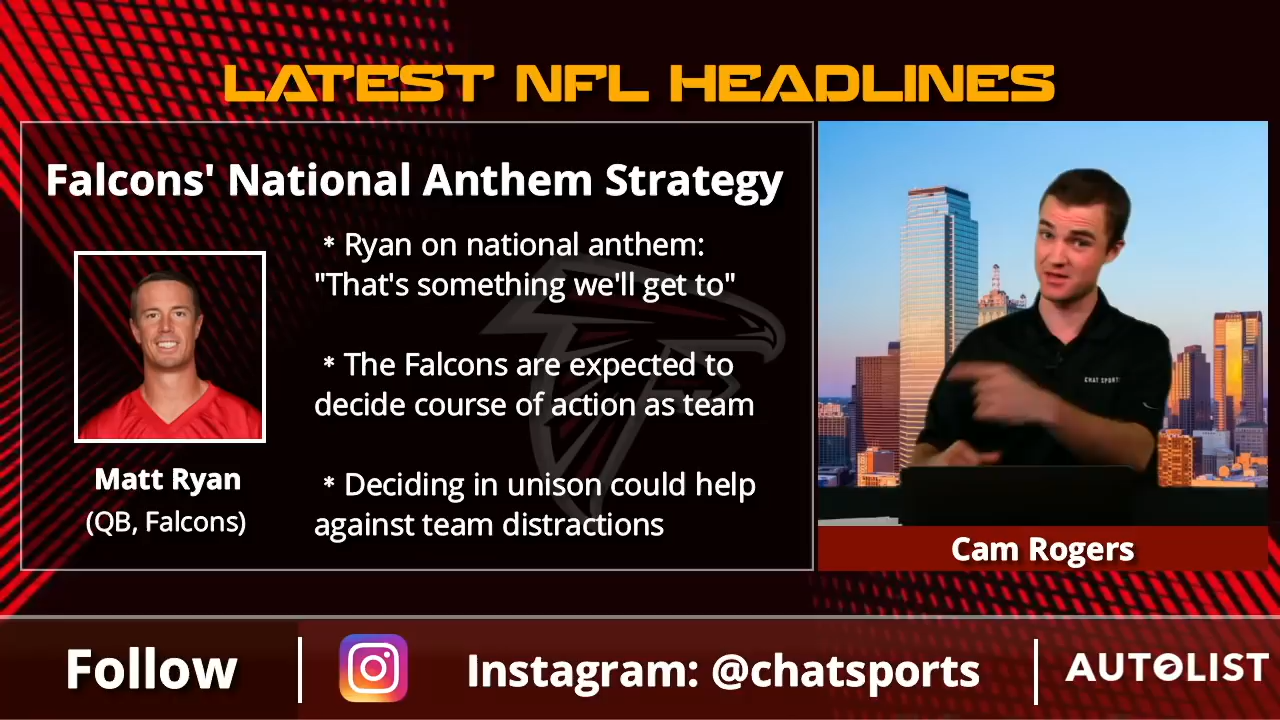 LATEST NFL HEADLINES
Falcons' National Anthem Strategy
* Ryan on national anthem:
"That's something we'll get to"
* The Falcons are expected to
decide course of action as team
* Deciding in unison could help
against team distractions
Matt Ryan
(QB, Falcons)
CHAT SPORTS
Cam Rogers
Follow
Instagram: @chatsports
AUTOLIST